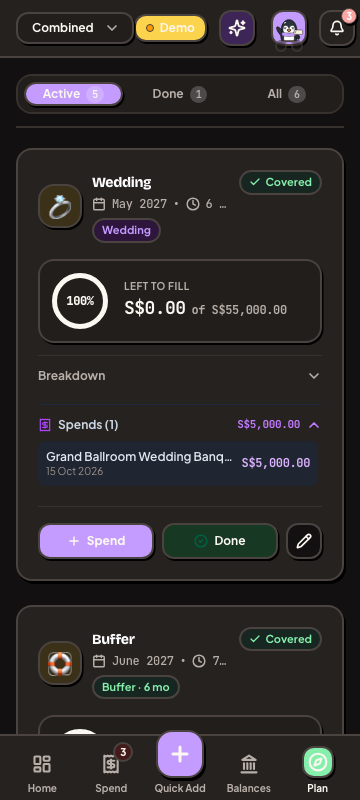 Combined
Demo
3
Active 5
Done 1
All 6
Wedding
Covered
May 2027 • 6 …
Wedding
100%
LEFT TO FILL
S$0.00 of S$55,000.00
Breakdown
Spends (1)
S$5,000.00
Grand Ballroom Wedding Banq...
S$5,000.00
15 Oct 2026
+ Spend
Done
Buffer
Covered
June 2027 • 7…
Buffer · 6 mo
3
Home
Spend
Quick Add
Balances
Plan